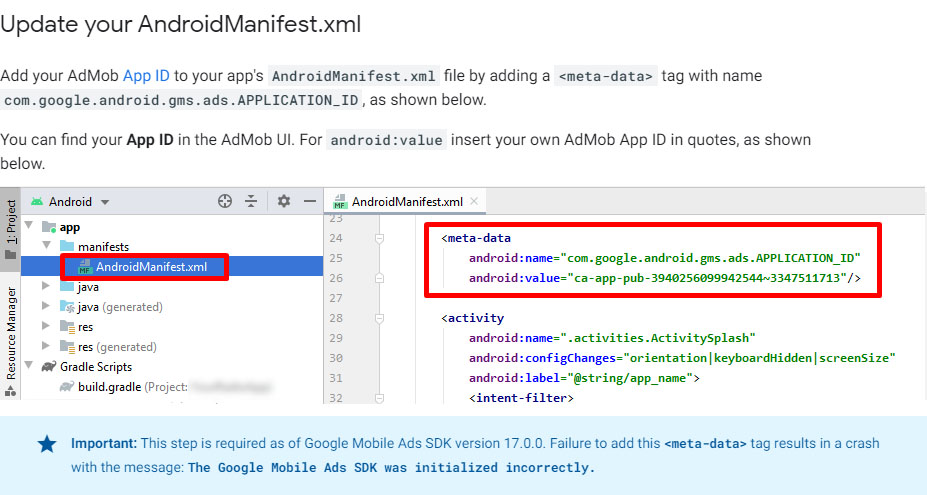 Update your AndroidManifest.xml
Add your AdMob App ID to your app's AndroidManifest.xml file by adding a <meta-data> tag with name
com.google.android.gms.ads.APPLICATION_ID, as shown below.
You can find your App ID in the AdMob UI. For android:value insert your own AdMob App ID in quotes, as shown
below.
1: Project
Resource Manager
Android
app
manifests
MF AndroidManifest.xml
java
java (generated)
res
res (generated)
Gradle Scripts
build.gradle (Project:
MF AndroidManifest.xml
23
24 <meta-data
25 android:name="com.google.android.gms.ads.APPLICATION_ID"
26 android:value="ca-app-pub-3940256099942544~3347511713"/>
27
28 <activity
29 android:name=".activities.ActivitySplash"
30 android:configChanges="orientation|keyboardHidden|screenSize"
31 android:label="@string/app_name">
32 <intent-filter>
Important: This step is required as of Google Mobile Ads SDK version 17.0.0. Failure to add this <meta-data> tag results in a crash
with the message: The Google Mobile Ads SDK was initialized incorrectly.